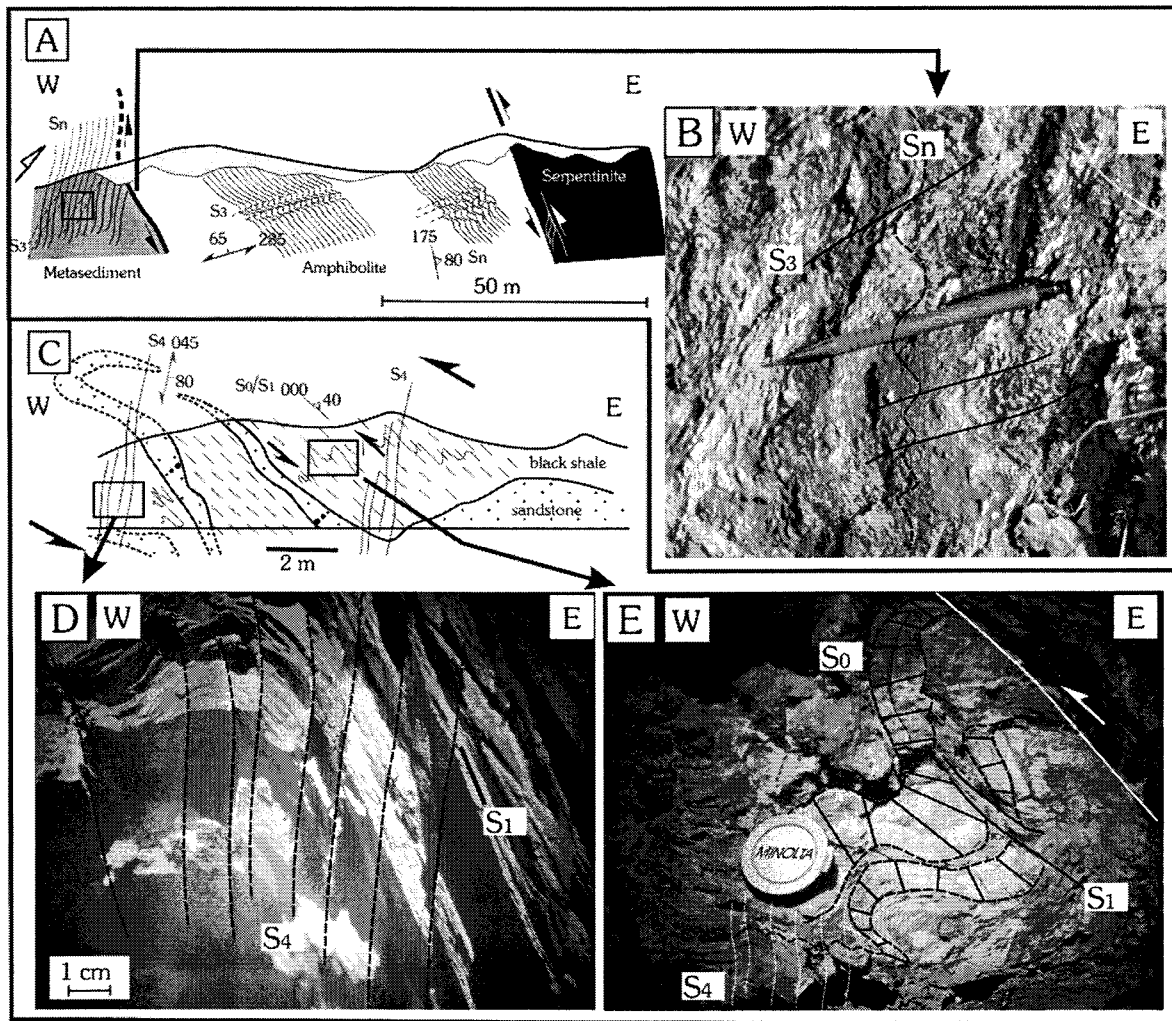 A
W
E
Sn
S3
65
285
175
80 Sn
S3
Metasediment
Amphibolite
Serpentinite
50 m
B W
E
Sn
S3
C
W
E
S4 045
80
S0/S1 000
40
S4
black shale
sandstone
2 m
D W
E
S1
S4
1 cm
E W
E
S0
MINOLTA
S1
S4